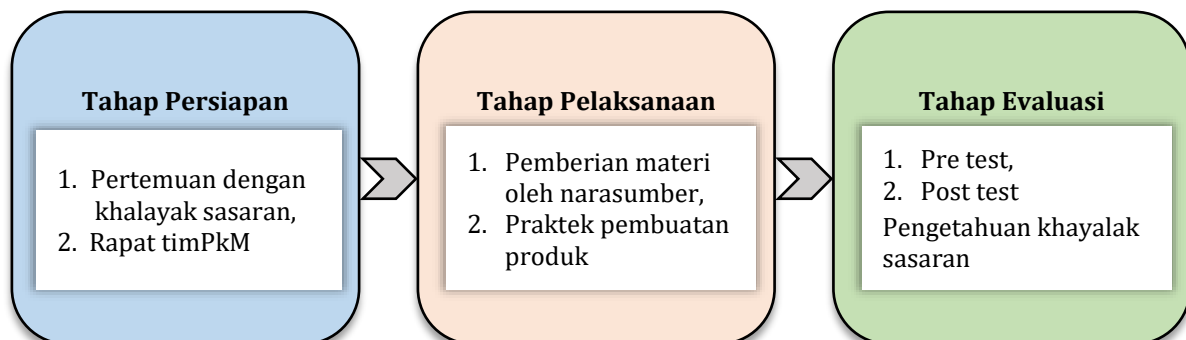 Tahap Persiapan
1. Pertemuan dengan
khalayak sasaran,
2. Rapat timPkM
Tahap Pelaksanaan
1. Pemberian materi
oleh narasumber,
2. Praktek pembuatan
produk
Tahap Evaluasi
1. Pre test,
2. Post test
Pengetahuan khayalak
sasaran